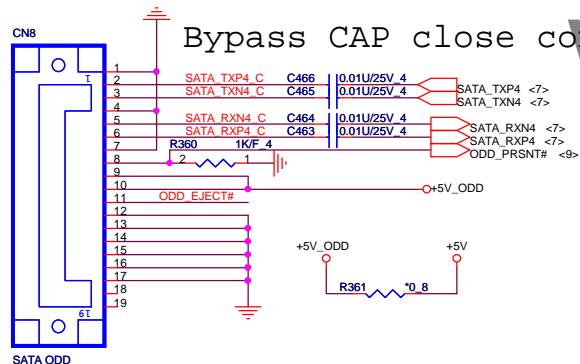 CN8
Bypass CAP close co
1
1
2 SATA_TXP4_C C466 0.01U/25V_4 SATA_TXP4 <7>
3 SATA_TXN4_C C465 0.01U/25V_4 SATA_TXN4 <7>
4
5 SATA_RXN4_C C464 0.01U/25V_4 SATA_RXN4 <7>
6 SATA_RXP4_C C463 0.01U/25V_4 SATA_RXP4 <7>
7 R360 1K/F_4 ODD_PRSNT# <9>
8 2 1
9
10 +5V_ODD
11 ODD_EJECT#
12
13
14
15
16
17
18
19
19
+5V_ODD +5V
R361 *0_8
SATA ODD